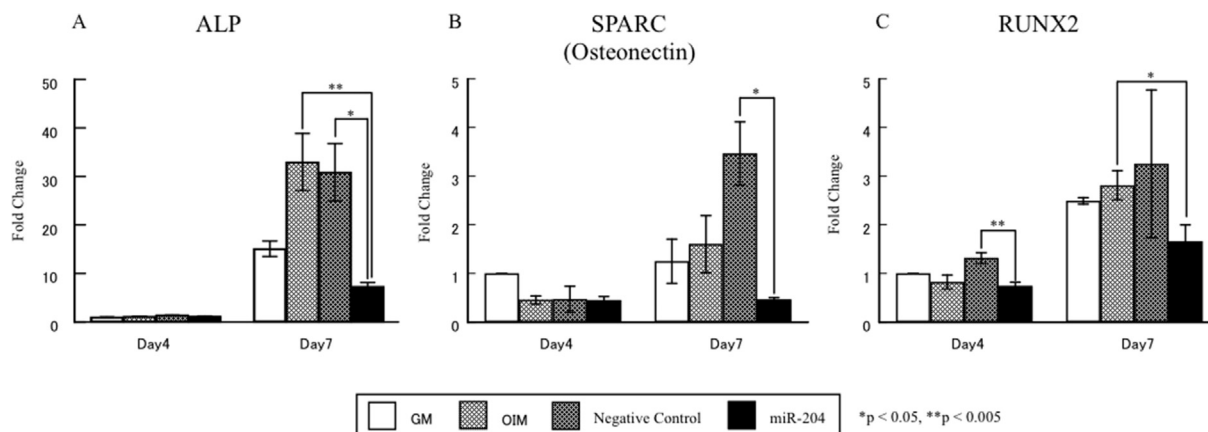 A
ALP
Fold Change
50
40
30
20
10
0
**
*
Day4
Day7
B
SPARC
(Osteonectin)
Fold Change
5
4
3
2
1
0
*
Day4
Day7
C
RUNX2
Fold Change
5
4
3
2
1
0
**
*
Day4
Day7
GM
OIM
Negative Control
miR-204
*p < 0.05, **p < 0.005